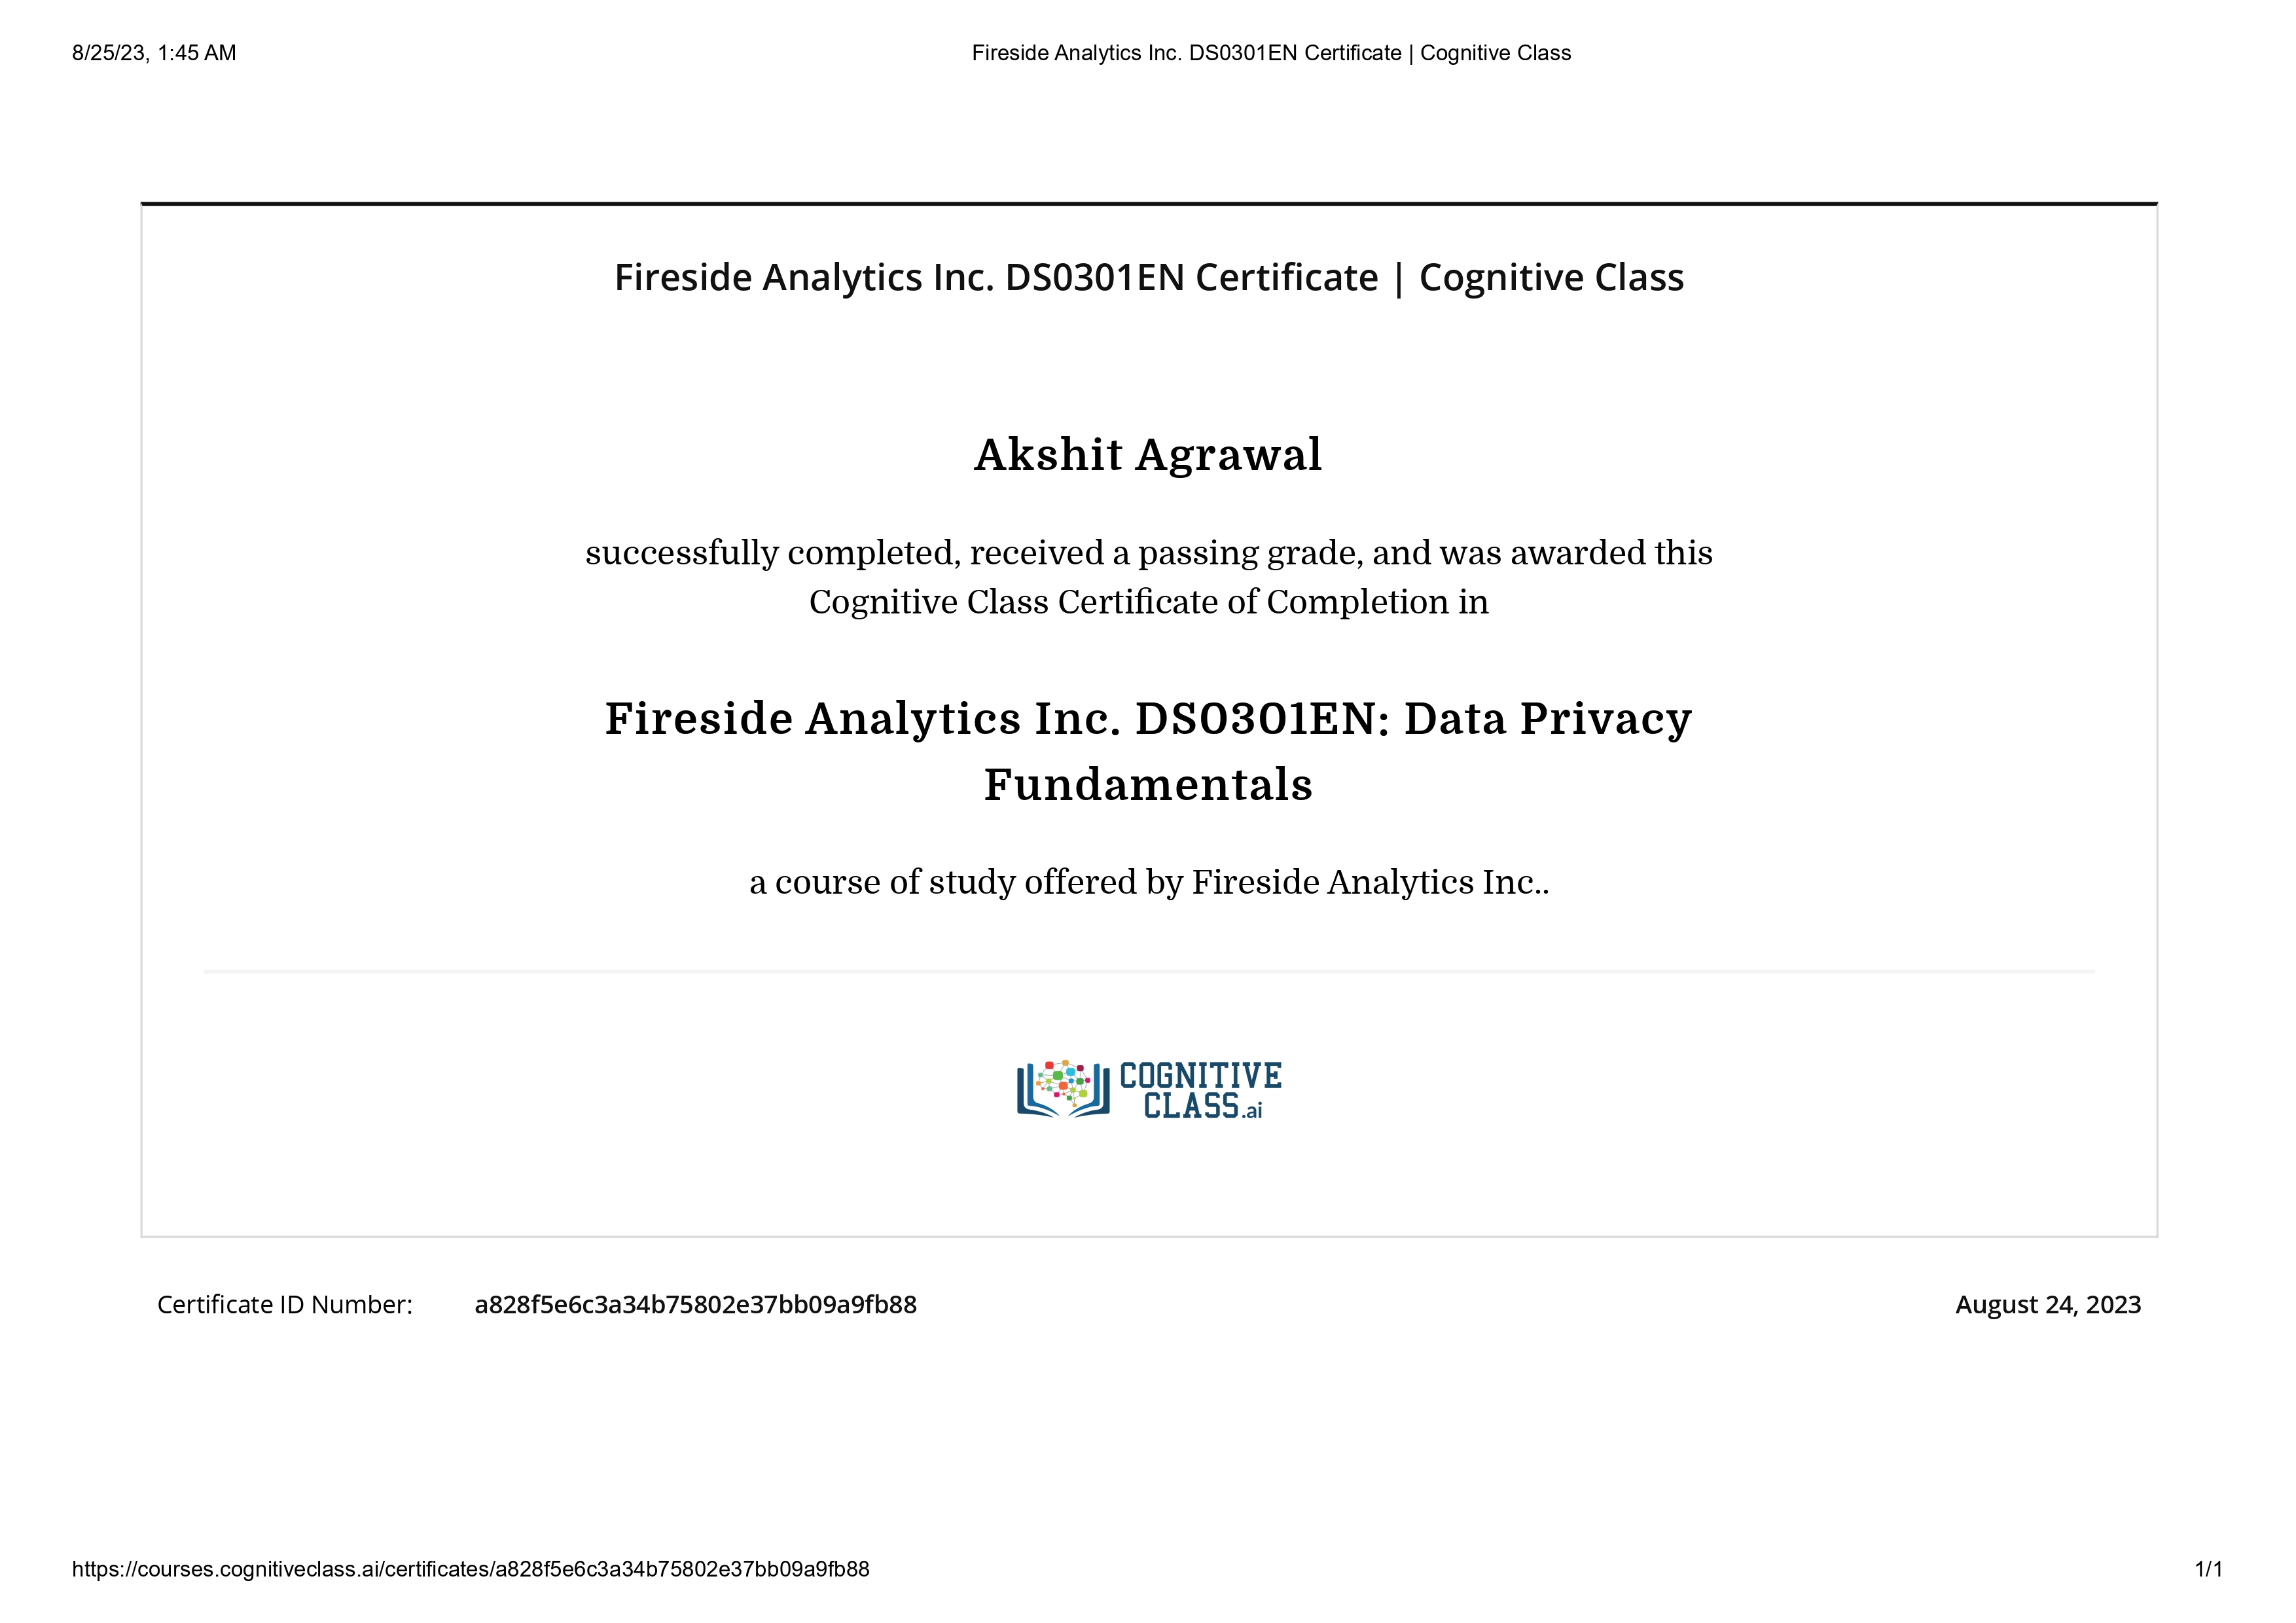 8/25/23, 1:45 AM
Fireside Analytics Inc. DS0301EN Certificate | Cognitive Class
Fireside Analytics Inc. DS0301EN Certificate | Cognitive Class
Akshit Agrawal
successfully completed, received a passing grade, and was awarded this
Cognitive Class Certificate of Completion in
Fireside Analytics Inc. DS0301EN: Data Privacy
Fundamentals
a course of study offered by Fireside Analytics Inc..
COGNITIVE
CLASS.ai
Certificate ID Number: a828f5e6c3a34b75802e37bb09a9fb88
August 24, 2023
https://courses.cognitiveclass.ai/certificates/a828f5e6c3a34b75802e37bb09a9fb88
1/1